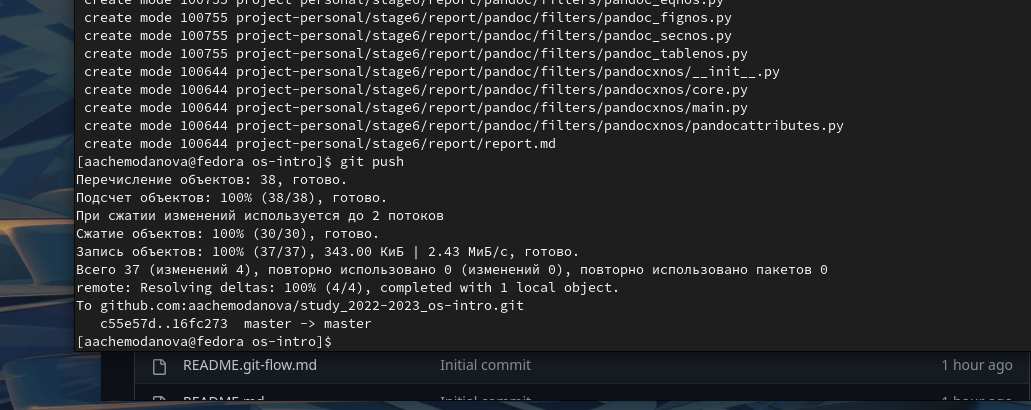 create mode 100755 project-personal/stage6/report/pandoc/filters/pandoc_eqnos.py
create mode 100755 project-personal/stage6/report/pandoc/filters/pandoc_fignos.py
create mode 100755 project-personal/stage6/report/pandoc/filters/pandoc_secnos.py
create mode 100755 project-personal/stage6/report/pandoc/filters/pandoc_tablenos.py
create mode 100644 project-personal/stage6/report/pandoc/filters/pandocxnos/__init__.py
create mode 100644 project-personal/stage6/report/pandoc/filters/pandocxnos/core.py
create mode 100644 project-personal/stage6/report/pandoc/filters/pandocxnos/main.py
create mode 100644 project-personal/stage6/report/pandoc/filters/pandocxnos/pandocattributes.py
create mode 100644 project-personal/stage6/report/report.md
[aachemodanova@fedora os-intro]$ git push
Перечисление объектов: 38, готово.
Подсчет объектов: 100% (38/38), готово.
При сжатии изменений используется до 2 потоков
Сжатие объектов: 100% (30/30), готово.
Запись объектов: 100% (37/37), 343.00 КиБ | 2.43 МиБ/с, готово.
Всего 37 (изменений 4), повторно использовано 0 (изменений 0), повторно использовано пакетов 0
remote: Resolving deltas: 100% (4/4), completed with 1 local object.
To github.com:aachemodanova/study_2022-2023_os-intro.git
c55e57d..16fc273 master -> master
[aachemodanova@fedora os-intro]$
README.git-flow.md Initial commit 1 hour ago
README.md Initial commit 1 hour ago